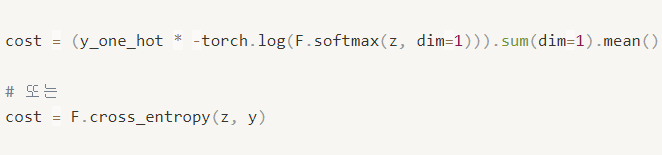 cost = (y_one_hot * -torch.log(F.softmax(z, dim=1))).sum(dim=1).mean()
# 또는
cost = F.cross_entropy(z, y)